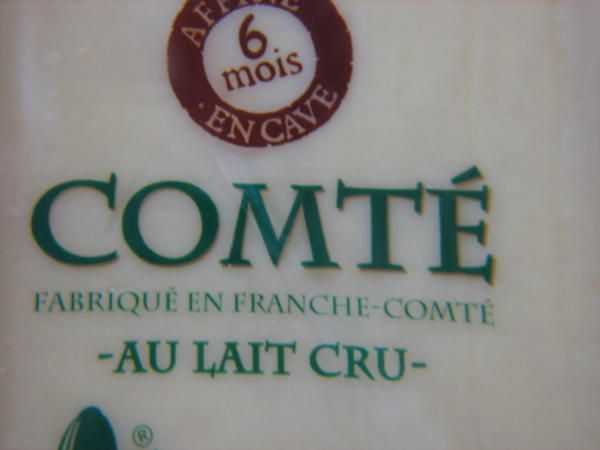 AFFINÉ
6
mois
· EN CAVE
COMTÉ
FABRIQUÉ EN FRANCHE-COMTÉ
-AU LAIT CRU-
®